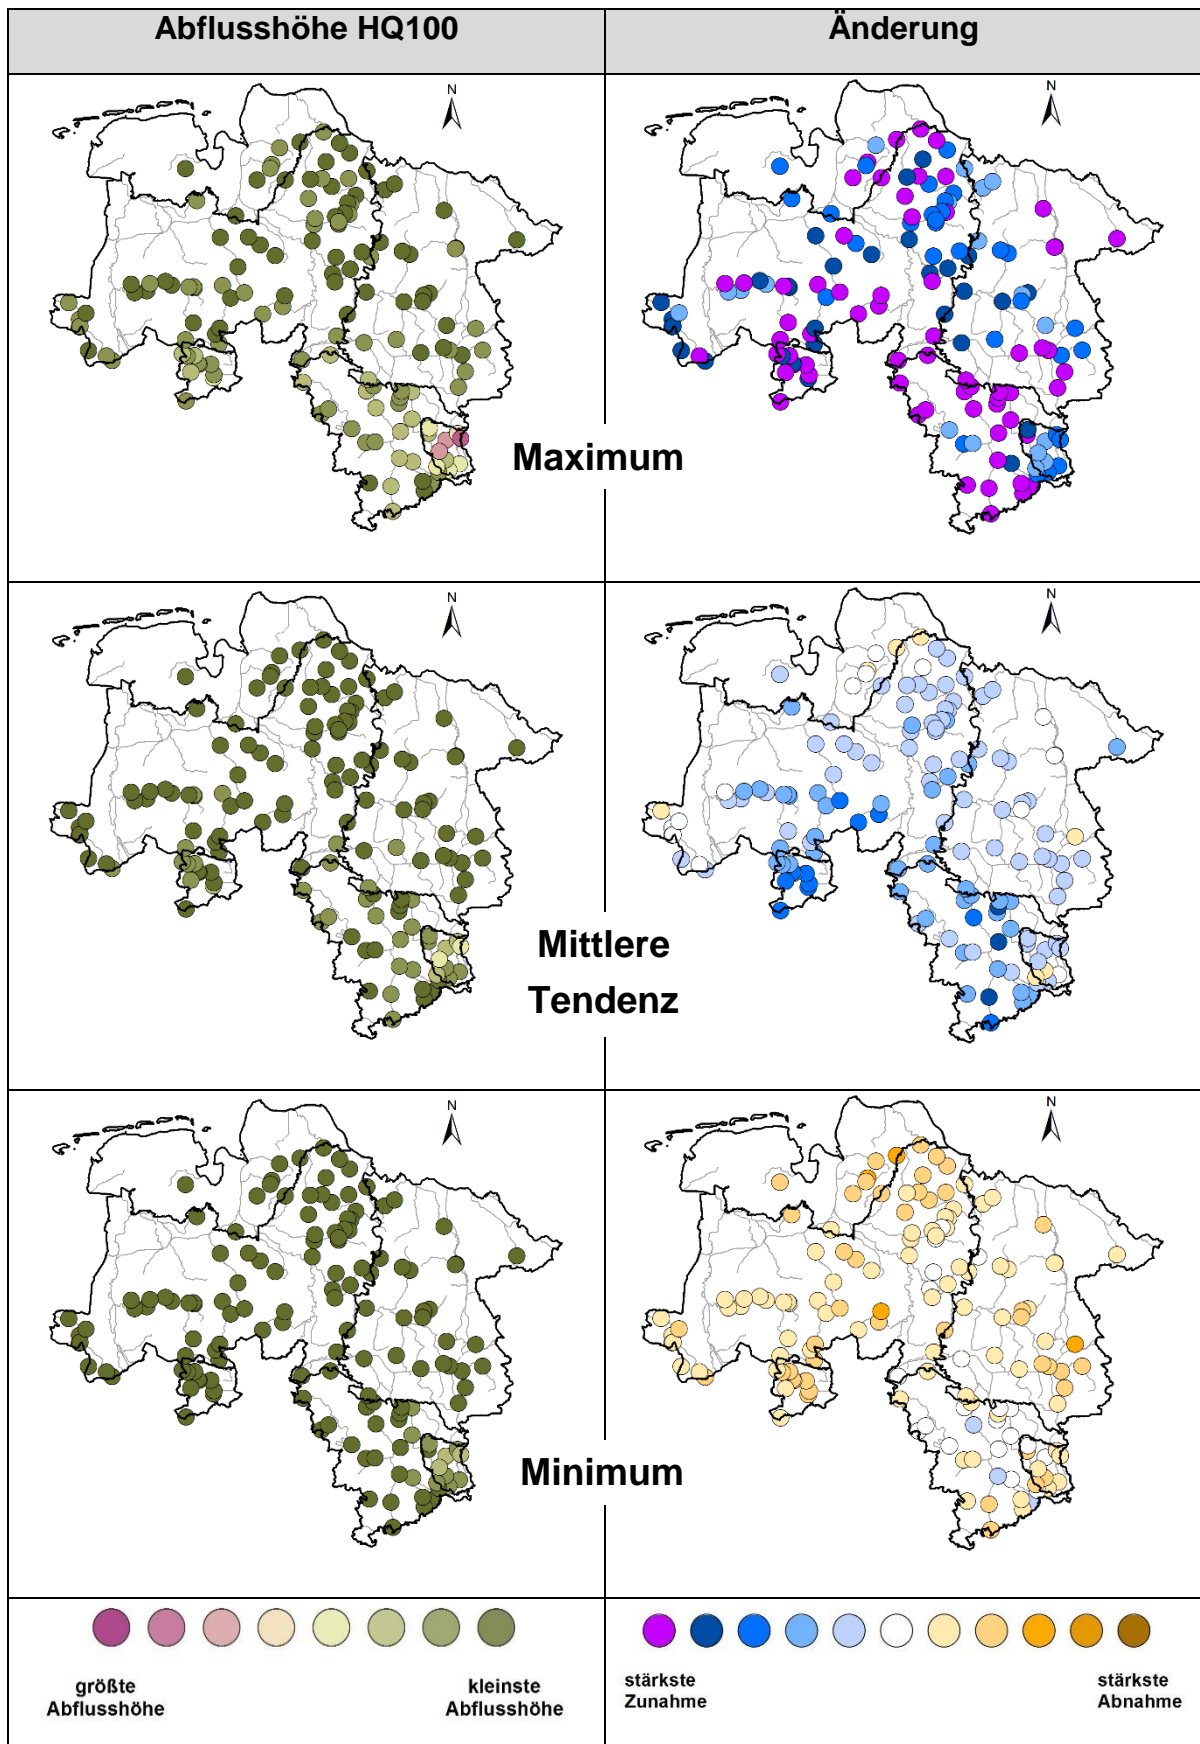 Abflusshöhe HQ100
Änderung
N
N
Maximum
N
N
Mittlere
Tendenz
N
N
Minimum
größte
Abflusshöhe
kleinste
Abflusshöhe
stärkste
Zunahme
stärkste
Abnahme